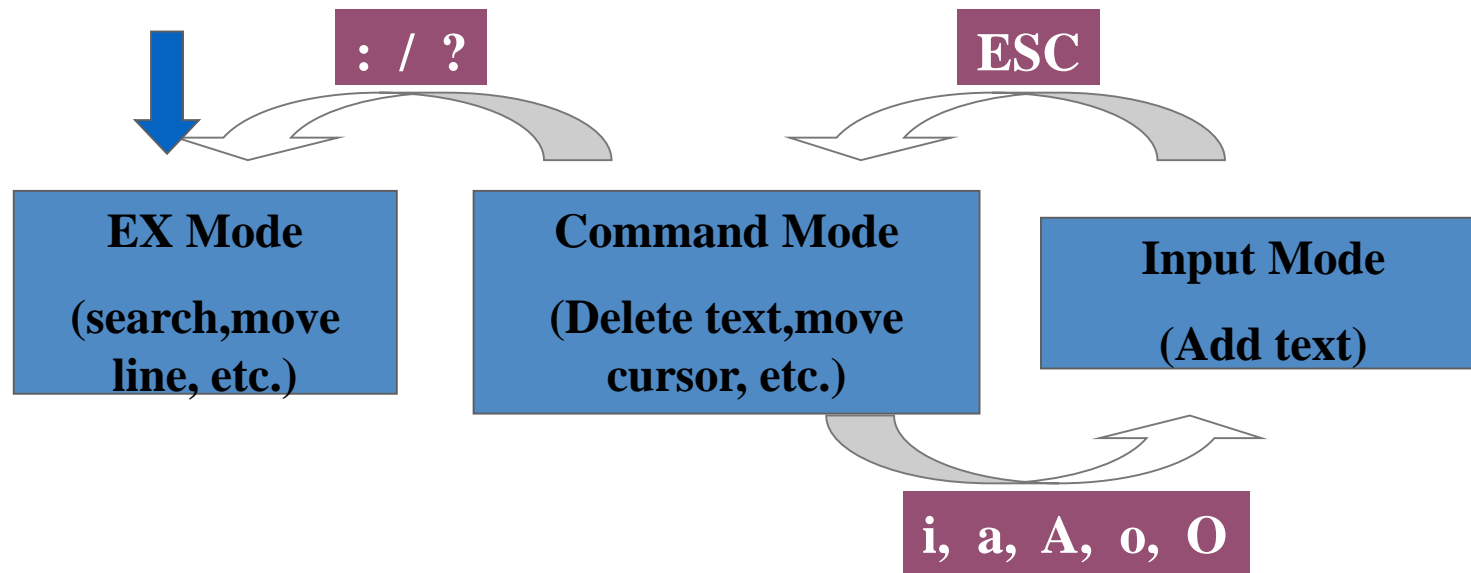 : / ?
ESC
EX Mode
(search,move
line, etc.)
Command Mode
(Delete text,move
cursor, etc.)
Input Mode
(Add text)
i, a, A, o, O